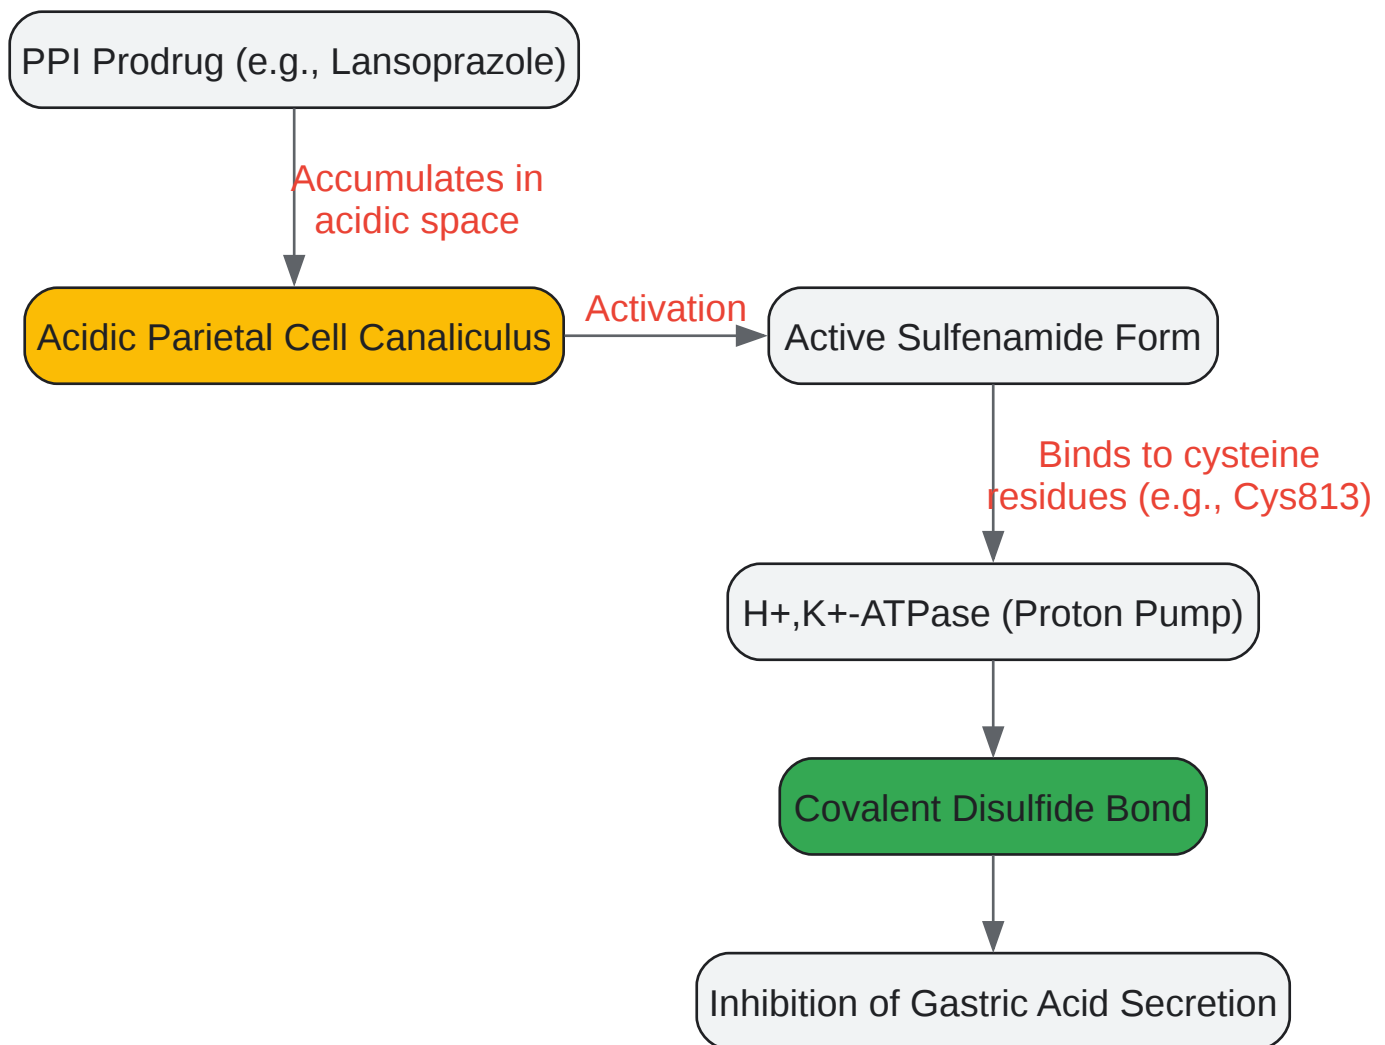 PPI Prodrug (e.g., Lansoprazole)
Accumulates in
acidic space
Acidic Parietal Cell Canaliculus
Activation
Active Sulfenamide Form
Binds to cysteine
residues (e.g., Cys813)
H+,K+-ATPase (Proton Pump)
Covalent Disulfide Bond
Inhibition of Gastric Acid Secretion